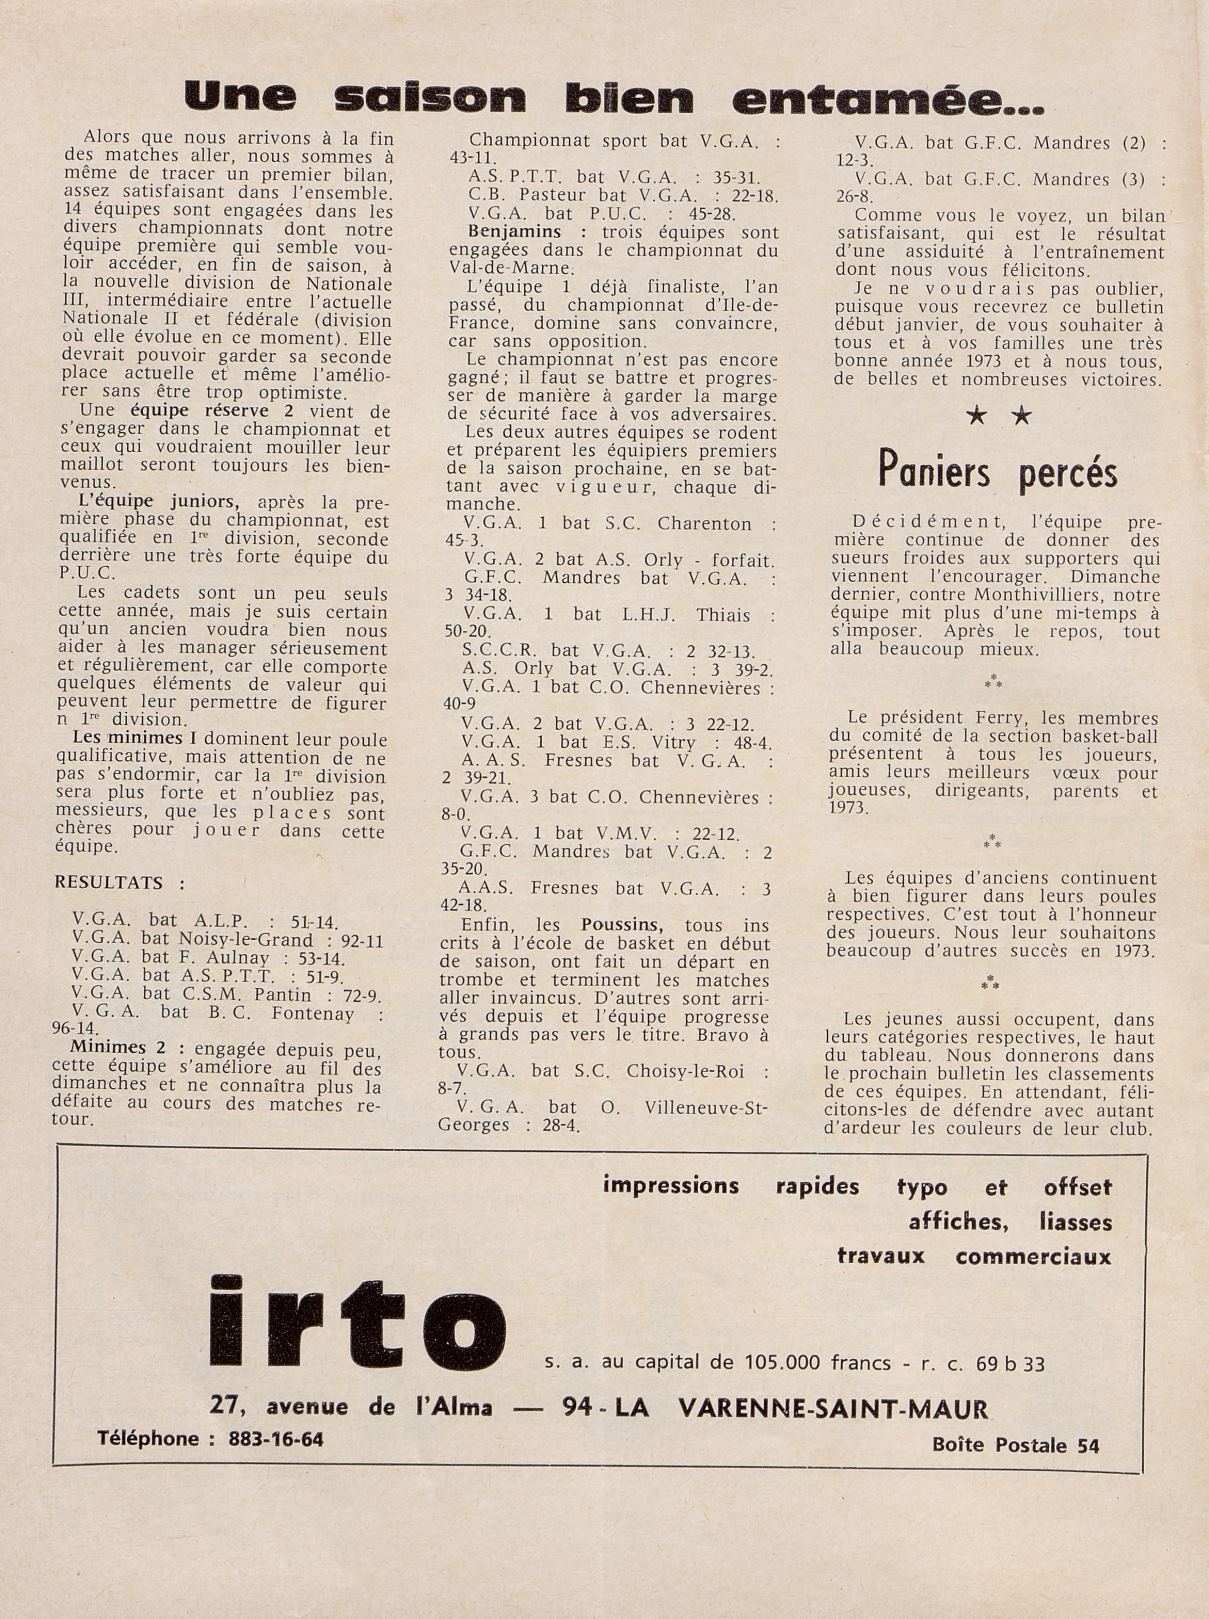 Une saison bien entamée...
Alors que nous arrivons à la fin
des matches aller, nous sommes à
même de tracer un premier bilan,
assez satisfaisant dans l'ensemble.
14 équipes sont engagées dans les
divers championnats dont notre
équipe première qui semble vou-
loir accéder, en fin de saison, à
la nouvelle division de Nationale
III, intermédiaire entre l'actuelle
Nationale II et fédérale (division
où elle évolue en ce moment). Elle
devrait pouvoir garder sa seconde
place actuelle et même l'amélio-
rer sans être trop optimiste.
Une équipe réserve 2 vient de
s'engager dans le championnat et
ceux qui voudraient mouiller leur
maillot seront toujours les bien-
venus.
L'équipe juniors, après la pre-
mière phase du championnat, est
qualifiée en 1re division, seconde
derrière une très forte équipe du
P.U.C.
Les cadets sont un peu seuls
cette année, mais je suis certain
qu'un ancien voudra bien nous
aider à les manager sérieusement
et régulièrement, car elle comporte
quelques éléments de valeur qui
peuvent leur permettre de figurer
n 1re division.
Les minimes I dominent leur poule
qualificative, mais attention de ne
pas s'endormir, car la 1re division
sera plus forte et n'oubliez pas,
messieurs, que les places sont
chères pour jouer dans cette
équipe.
RESULTATS :
V.G.A. bat A.L.P. : 51-14.
V.G.A. bat Noisy-le-Grand : 92-11
V.G.A. bat F. Aulnay : 53-14.
V.G.A. bat A.S.P.T.T. : 51-9.
V.G.A. bat C.S.M. Pantin : 72-9.
V.G.A. bat B.C. Fontenay :
96-14.
Minimes 2 : engagée depuis peu,
cette équipe s'améliore au fil des
dimanches et ne connaîtra plus la
défaite au cours des matches re-
tour.
Championnat sport bat V.G.A. :
43-11.
A.S.P.T.T. bat V.G.A. : 35-31.
C.B. Pasteur bat V.G.A. : 22-18.
V.G.A. bat P.U.C. : 45-28.
Benjamins : trois équipes sont
engagées dans le championnat du
Val-de-Marne.
L'équipe 1 déjà finaliste, l'an
passé, du championnat d'Ile-de-
France, domine sans convaincre,
car sans opposition.
Le championnat n'est pas encore
gagné; il faut se battre et progres-
ser de manière à garder la marge
de sécurité face à vos adversaires.
Les deux autres équipes se rodent
et préparent les équipiers premiers
de la saison prochaine, en se bat-
tant avec vigueur, chaque di-
manche.
V.G.A. 1 bat S.C. Charenton :
45-3.
V.G.A. 2 bat A.S. Orly - forfait.
G.F.C. Mandres bat V.G.A. :
3 34-18.
V.G.A. 1 bat L.H.J. Thiais :
50-20.
S.C.C.R. bat V.G.A. : 2 32-13.
A.S. Orly bat V.G.A. : 3 39-2.
V.G.A. 1 bat C.O. Chennevières :
40-9
V.G.A. 2 bat V.G.A. : 3 22-12.
V.G.A. 1 bat E.S. Vitry : 48-4.
A.A.S. Fresnes bat V.G.A. :
2 39-21.
V.G.A. 3 bat C.O. Chennevières :
8-0.
V.G.A. 1 bat V.M.V. : 22-12.
G.F.C. Mandres bat V.G.A. : 2
35-20.
A.A.S. Fresnes bat V.G.A. : 3
42-18.
Enfin, les Poussins, tous ins
crits à l'école de basket en début
de saison, ont fait un départ en
trombe et terminent les matches
aller invaincus. D'autres sont arri-
vés depuis et l'équipe progresse
à grands pas vers le titre. Bravo à
tous.
V.G.A. bat S.C. Choisy-le-Roi :
8-7.
V.G.A. bat O. Villeneuve-St-
Georges : 28-4.
V.G.A. bat G.F.C. Mandres (2) :
12-3.
V.G.A. bat G.F.C. Mandres (3) :
26-8.
Comme vous le voyez, un bilan
satisfaisant, qui est le résultat
d'une assiduité à l'entraînement
dont nous vous félicitons.
Je ne voudrais pas oublier,
puisque vous recevrez ce bulletin
début janvier, de vous souhaiter à
tous et à vos familles une très
bonne année 1973 et à nous tous,
de belles et nombreuses victoires.
★ ★
Paniers percés
Décidément, l'équipe pre-
mière continue de donner des
sueurs froides aux supporters qui
viennent l'encourager. Dimanche
dernier, contre Monthivilliers, notre
équipe mit plus d'une mi-temps à
s'imposer. Après le repos, tout
alla beaucoup mieux.
⁂
Le président Ferry, les membres
du comité de la section basket-ball
présentent à tous les joueurs,
amis leurs meilleurs vœux pour
joueuses, dirigeants, parents et
1973.
⁂
Les équipes d'anciens continuent
à bien figurer dans leurs poules
respectives. C'est tout à l'honneur
des joueurs. Nous leur souhaitons
beaucoup d'autres succès en 1973.
⁂
Les jeunes aussi occupent, dans
leurs catégories respectives, le haut
du tableau. Nous donnerons dans
le prochain bulletin les classements
de ces équipes. En attendant, féli-
citons-les de défendre avec autant
d'ardeur les couleurs de leur club.
impressions rapides typo et offset
affiches, liasses
travaux commerciaux
irto
s. a. au capital de 105.000 francs - r. c. 69 b 33
27, avenue de l'Alma — 94 - LA VARENNE-SAINT-MAUR
Téléphone : 883-16-64
Boîte Postale 54